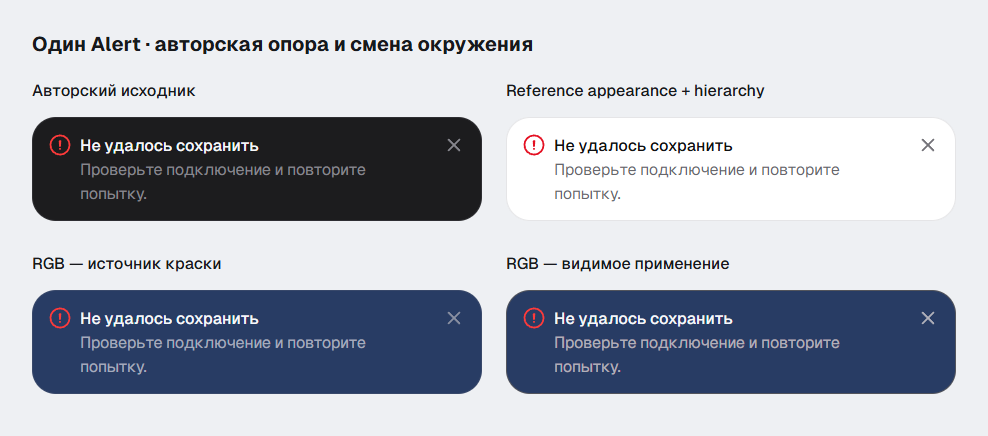 Один Alert · авторская опора и смена окружения
Авторский исходник
Не удалось сохранить
Проверьте подключение и повторите
попытку.
Reference appearance + hierarchy
Не удалось сохранить
Проверьте подключение и повторите
попытку.
RGB — источник краски
Не удалось сохранить
Проверьте подключение и повторите
попытку.
RGB — видимое применение
Не удалось сохранить
Проверьте подключение и повторите
попытку.